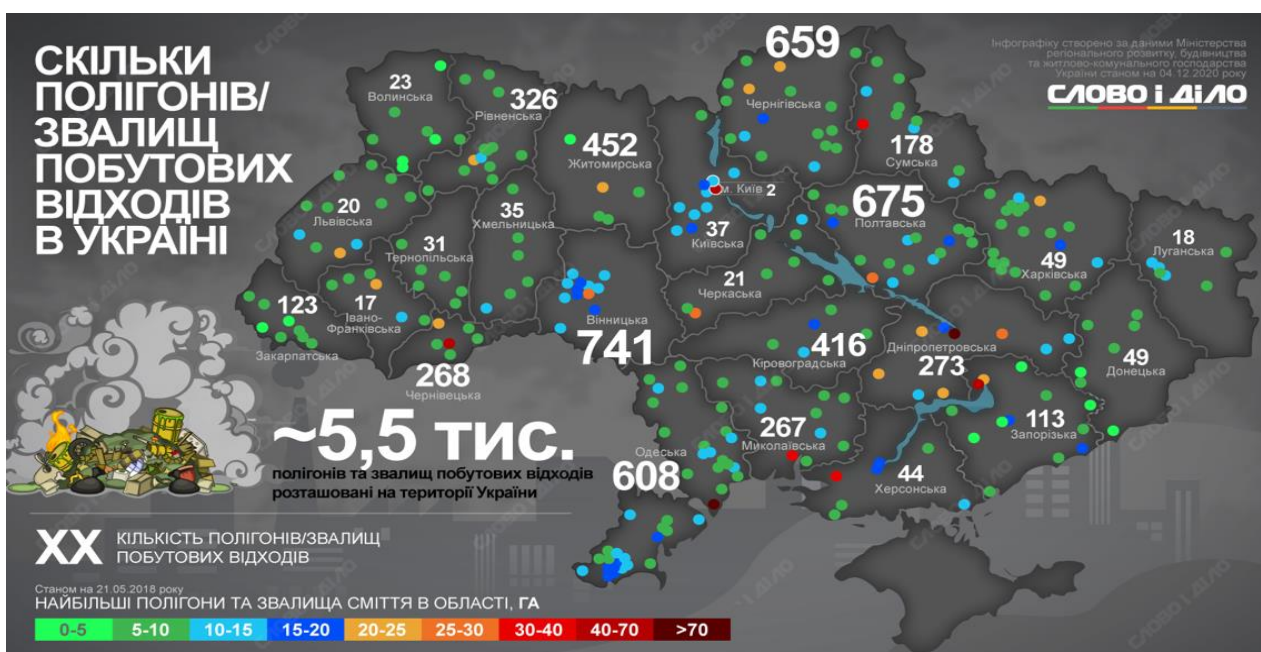 СКІЛЬКИ
ПОЛІГОНІВ/
ЗВАЛИЩ
ПОБУТОВИХ
ВІДХОДІВ
В УКРАЇНІ
Інфографіку створено за даними Міністерства
регіонального розвитку, будівництва
та житлово-комунального господарства
України станом на 04.12.2020 року
СЛОВО і ДІЛО
23
Волинська
326
Рівненська
452
Житомирська
659
Чернігівська
178
Сумська
м. Київ 2
37
Київська
20
Львівська
35
Хмельницька
31
Тернопільська
675
Полтавська
49
Харківська
18
Луганська
21
Черкаська
123
Закарпатська
17
Івано-
Франківська
268
Чернівецька
Вінницька
741
416
Кіровоградська
Дніпропетровська
273
49
Донецька
113
Запорізька
267
Миколаївська
Одеська
608
44
Херсонська
~5,5 тис.
полігонів та звалищ побутових відходів
розташовані на території України
XX КІЛЬКІСТЬ ПОЛІГОНІВ/ЗВАЛИЩ
ПОБУТОВИХ ВІДХОДІВ
Станом на 21.05.2018 року
НАЙБІЛЬШІ ПОЛІГОНИ ТА ЗВАЛИЩА СМІТТЯ В ОБЛАСТІ, ГА
0-5 5-10 10-15 15-20 20-25 25-30 30-40 40-70 >70